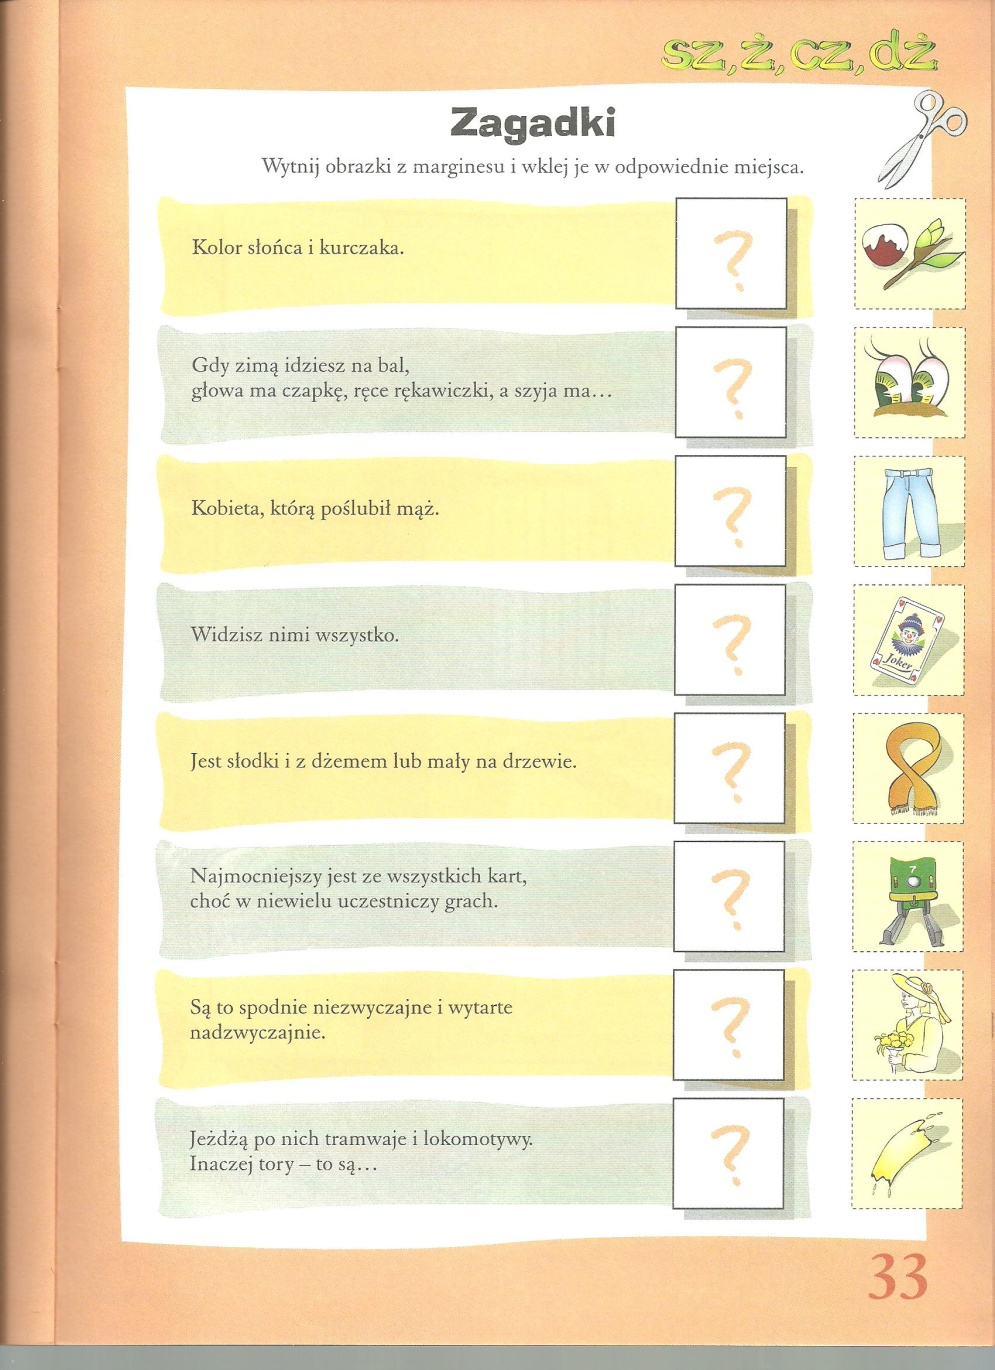 sz, ż, cz, dż
Zagadki
Wytnij obrazki z marginesu i wklej je w odpowiednie miejsca.
Kolor słońca i kurczaka.
?
Gdy zimą idziesz na bal,
głowa ma czapkę, ręce rękawiczki, a szyja ma...
?
Kobieta, którą poślubił mąż.
?
Widzisz nimi wszystko.
?
Joker
Jest słodki i z dżemem lub mały na drzewie.
?
Najmocniejszy jest ze wszystkich kart,
choć w niewielu uczestniczy grach.
?
7
Są to spodnie niezwyczajne i wytarte
nadzwyczajnie.
?
Jeżdżą po nich tramwaje i lokomotywy.
Inaczej tory – to są...
?
33